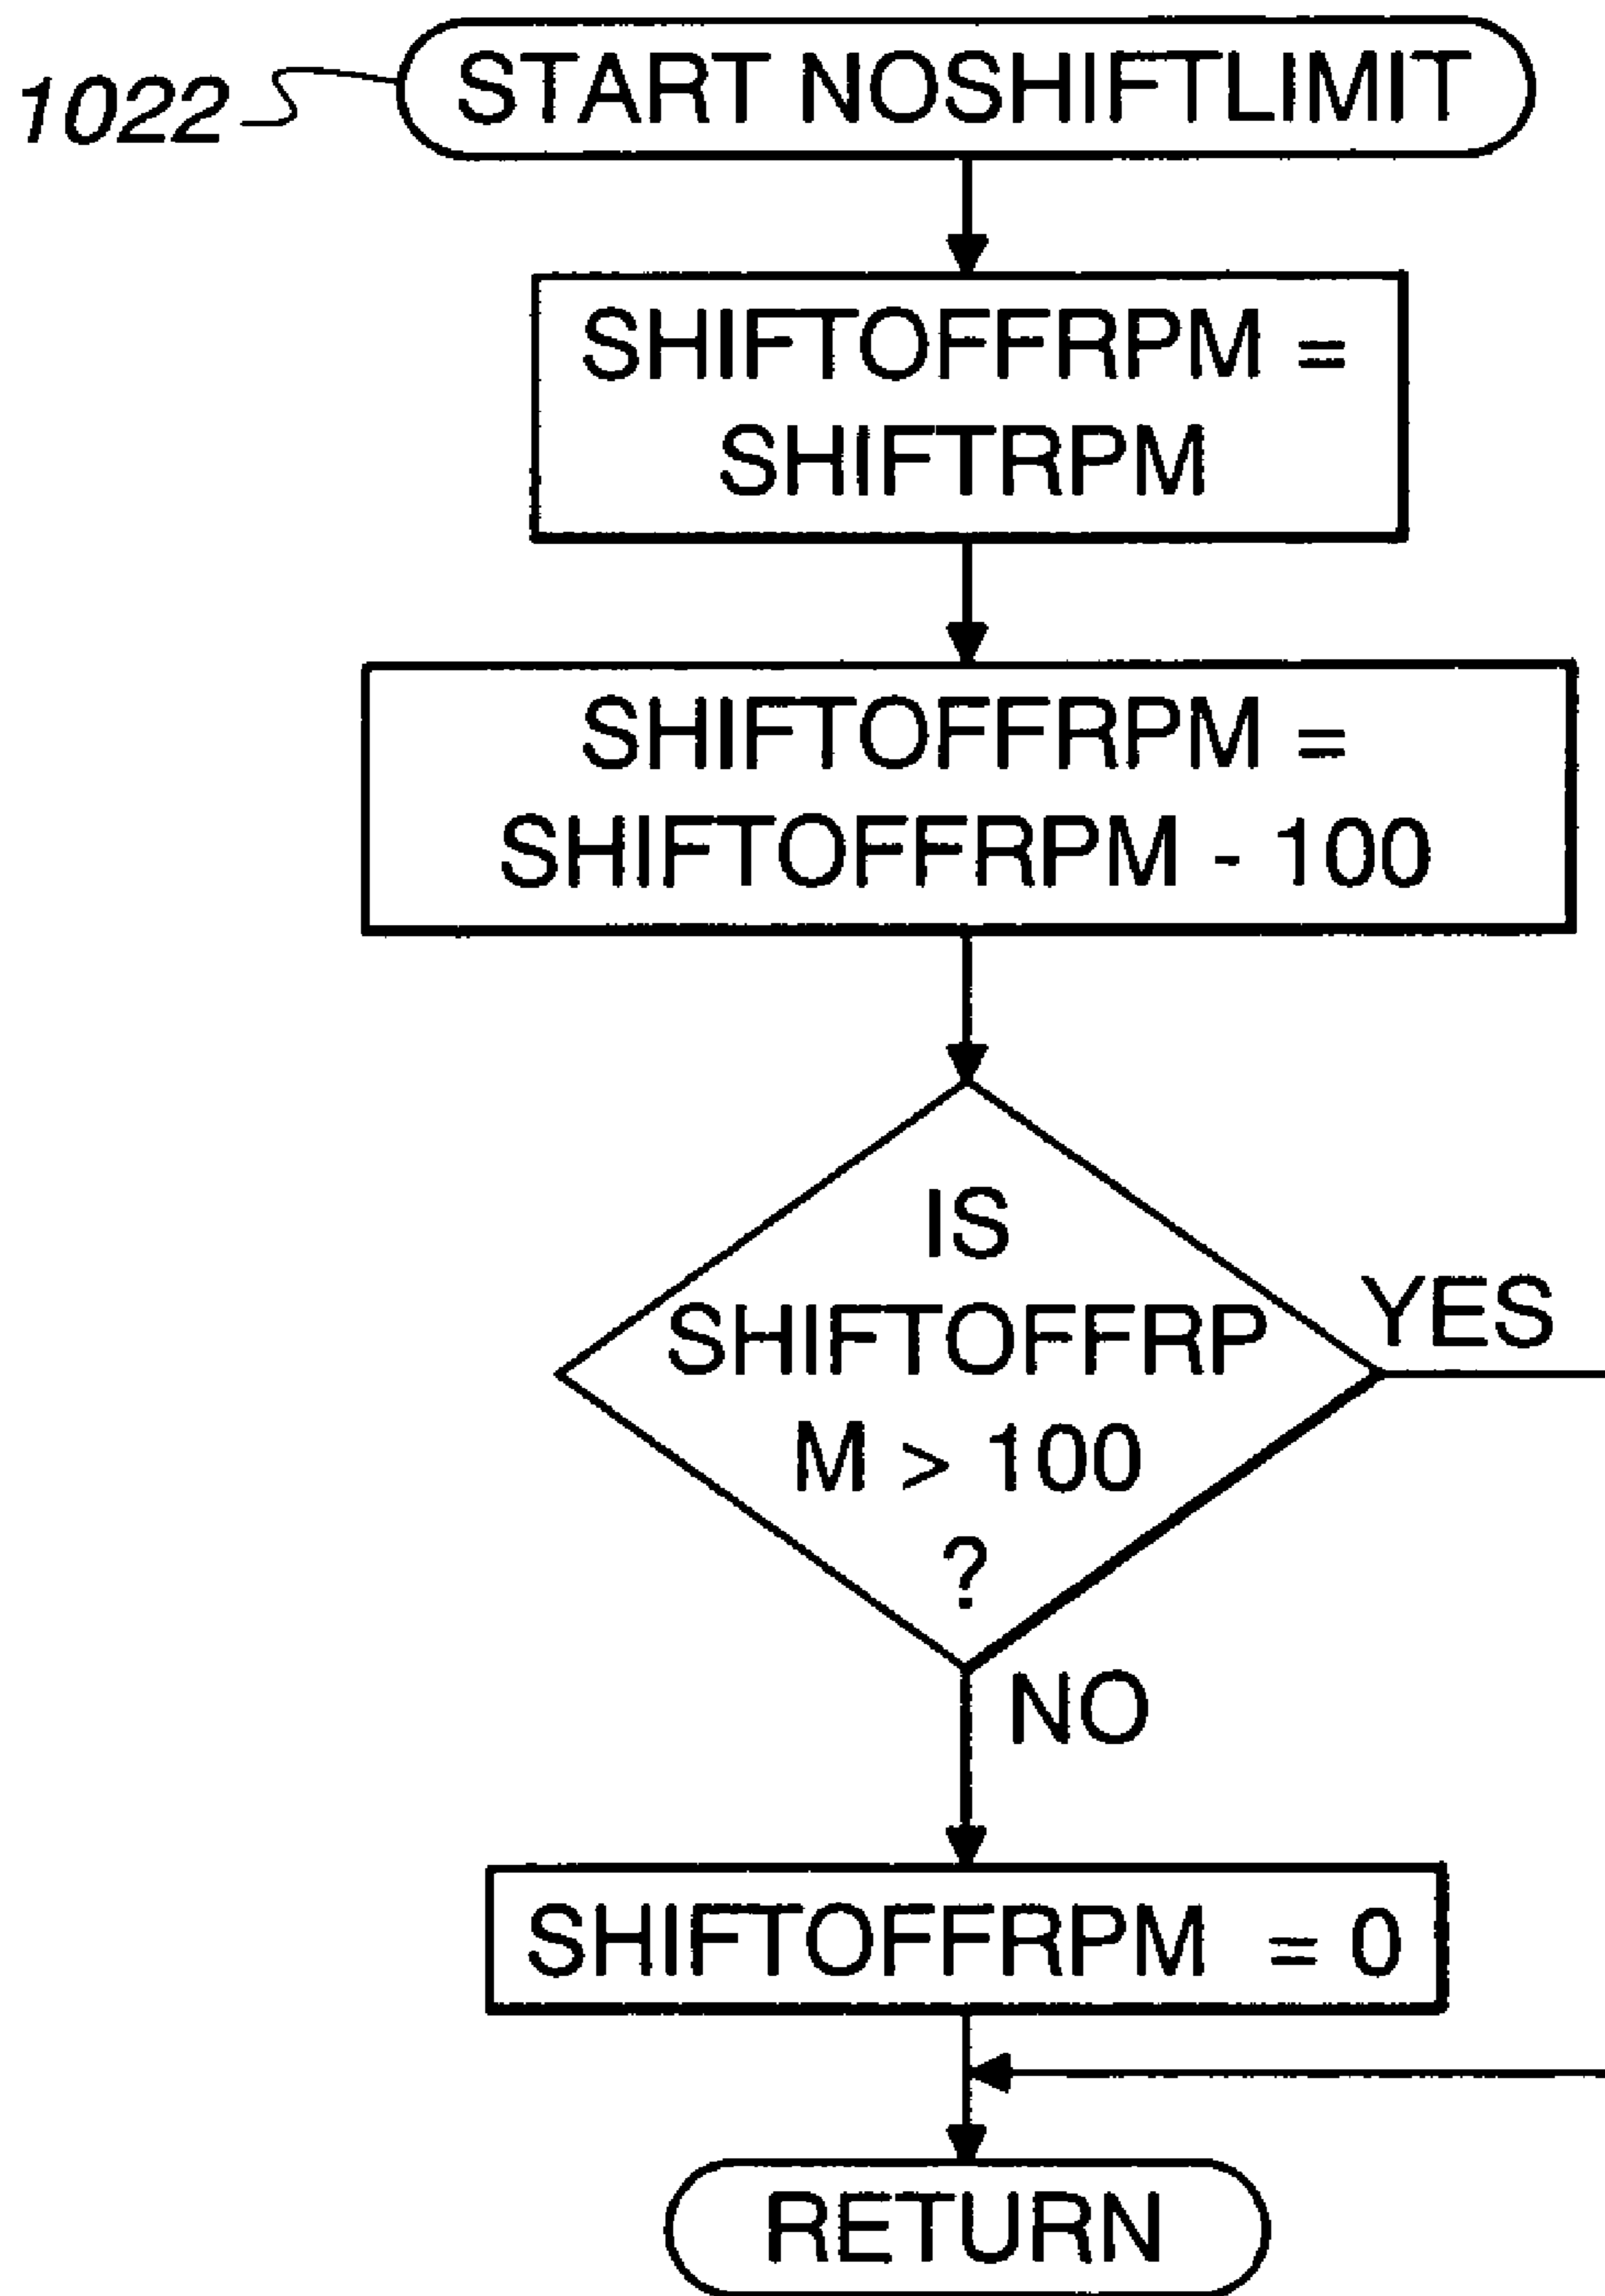 1022
START NOSHIFTLIMIT
SHIFTOFFRPM =
SHIFTRPM
SHIFTOFFRPM =
SHIFTOFFRPM - 100
IS
SHIFTOFFRP
M > 100
?
YES
NO
SHIFTOFFRPM = 0
RETURN